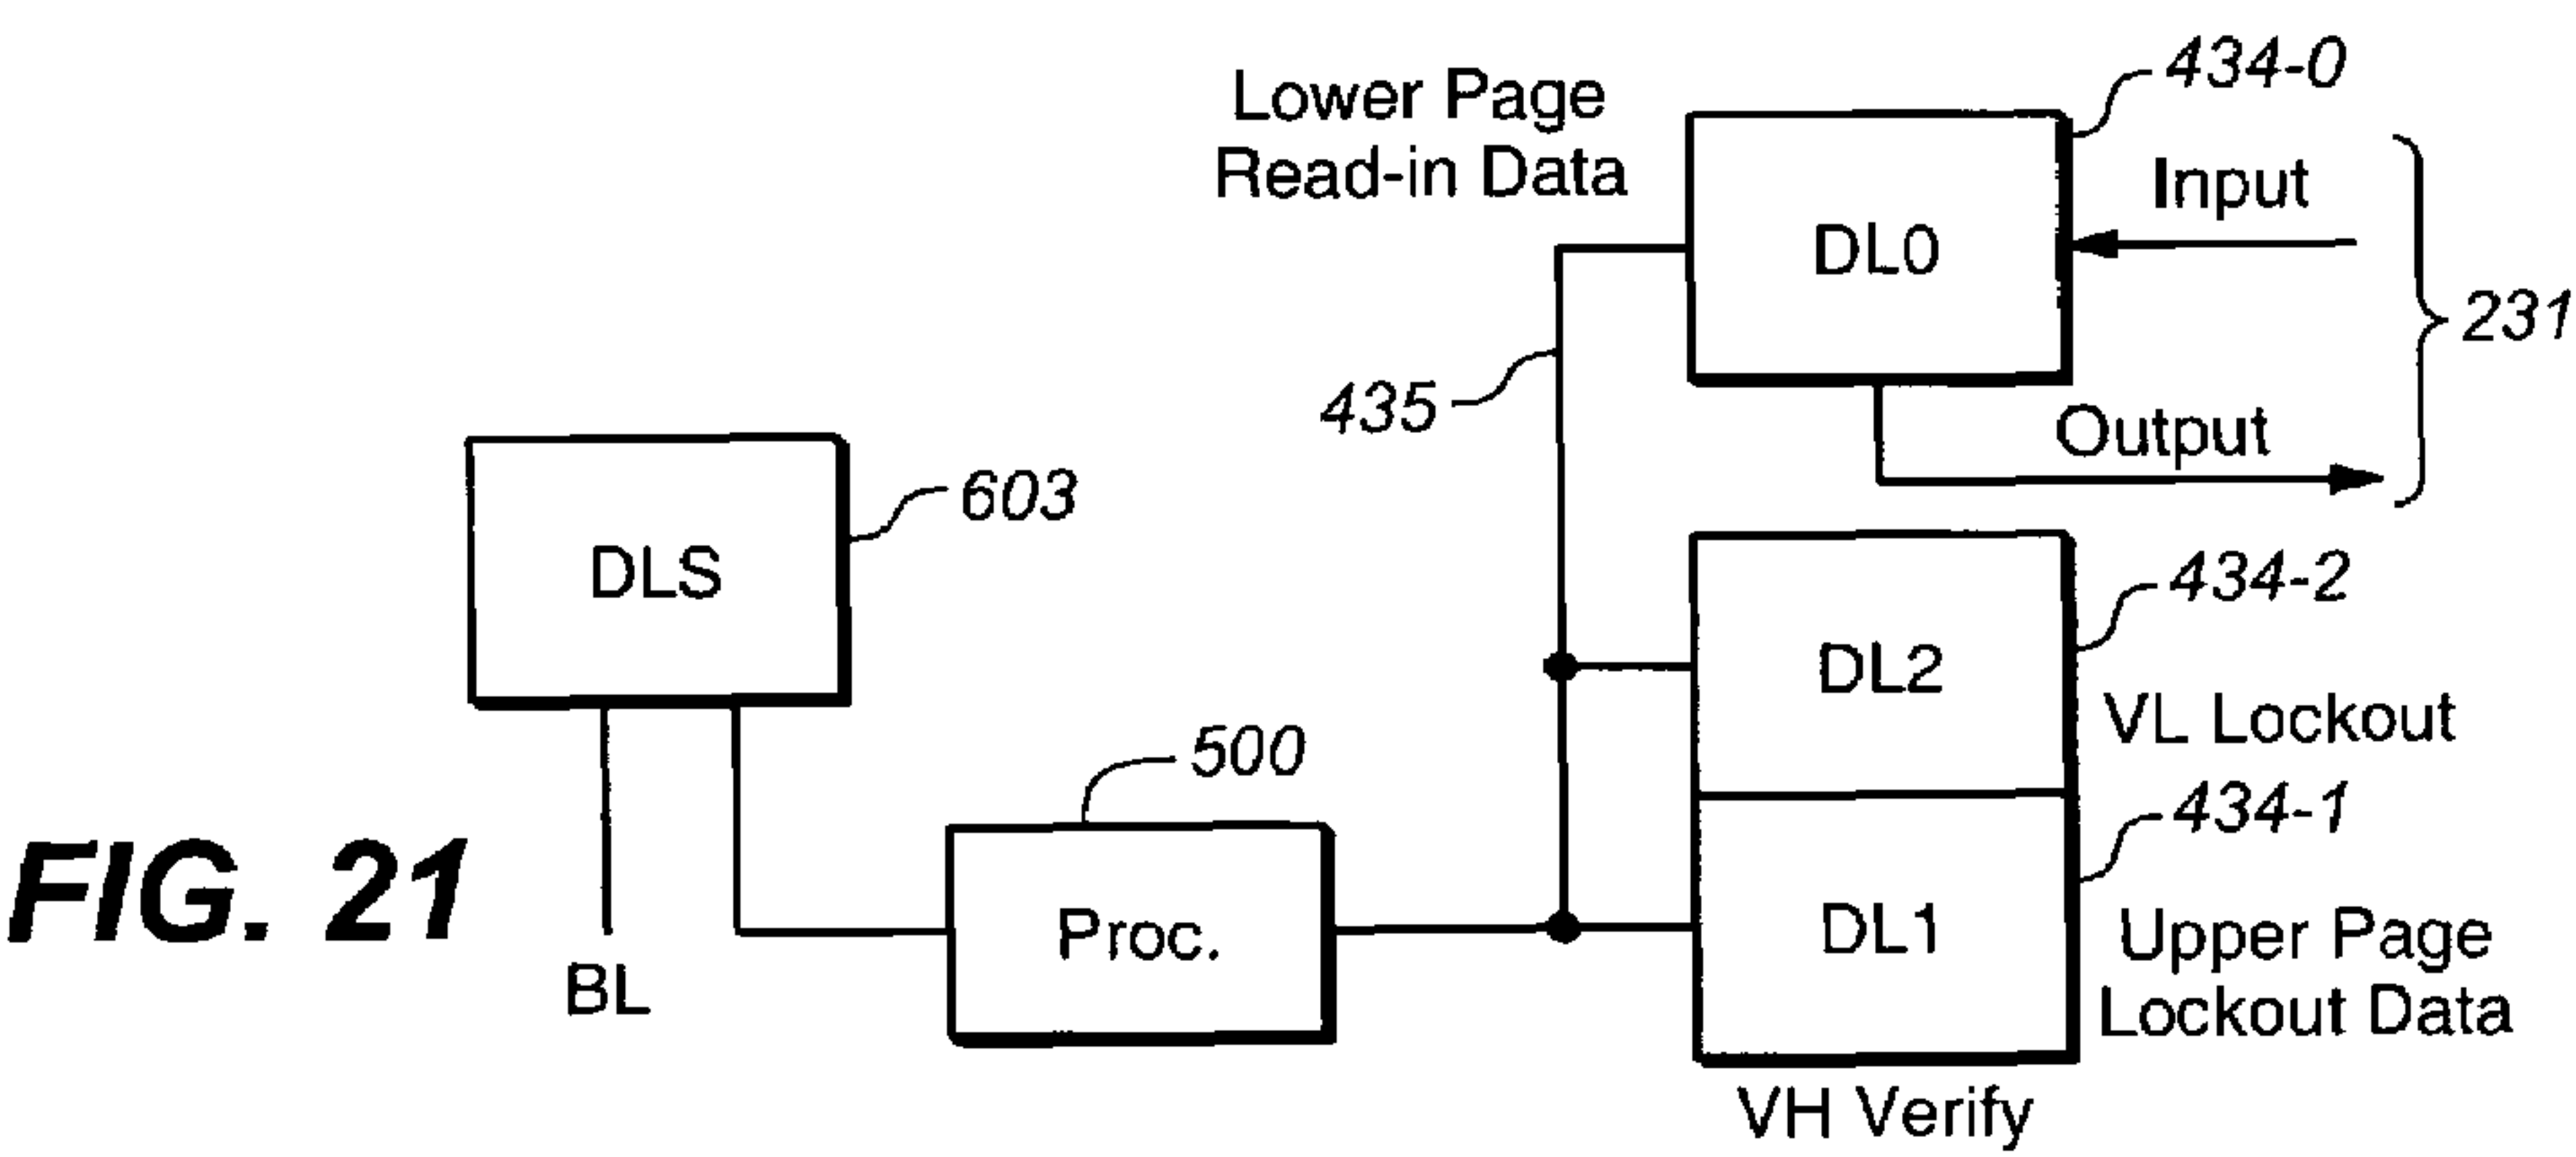 Lower Page
Read-in Data
434-0
Input
DL0
231
435
Output
DLS
603
434-2
DL2
VL Lockout
500
434-1
FIG. 21
Proc.
DL1
Upper Page
Lockout Data
BL
VH Verify